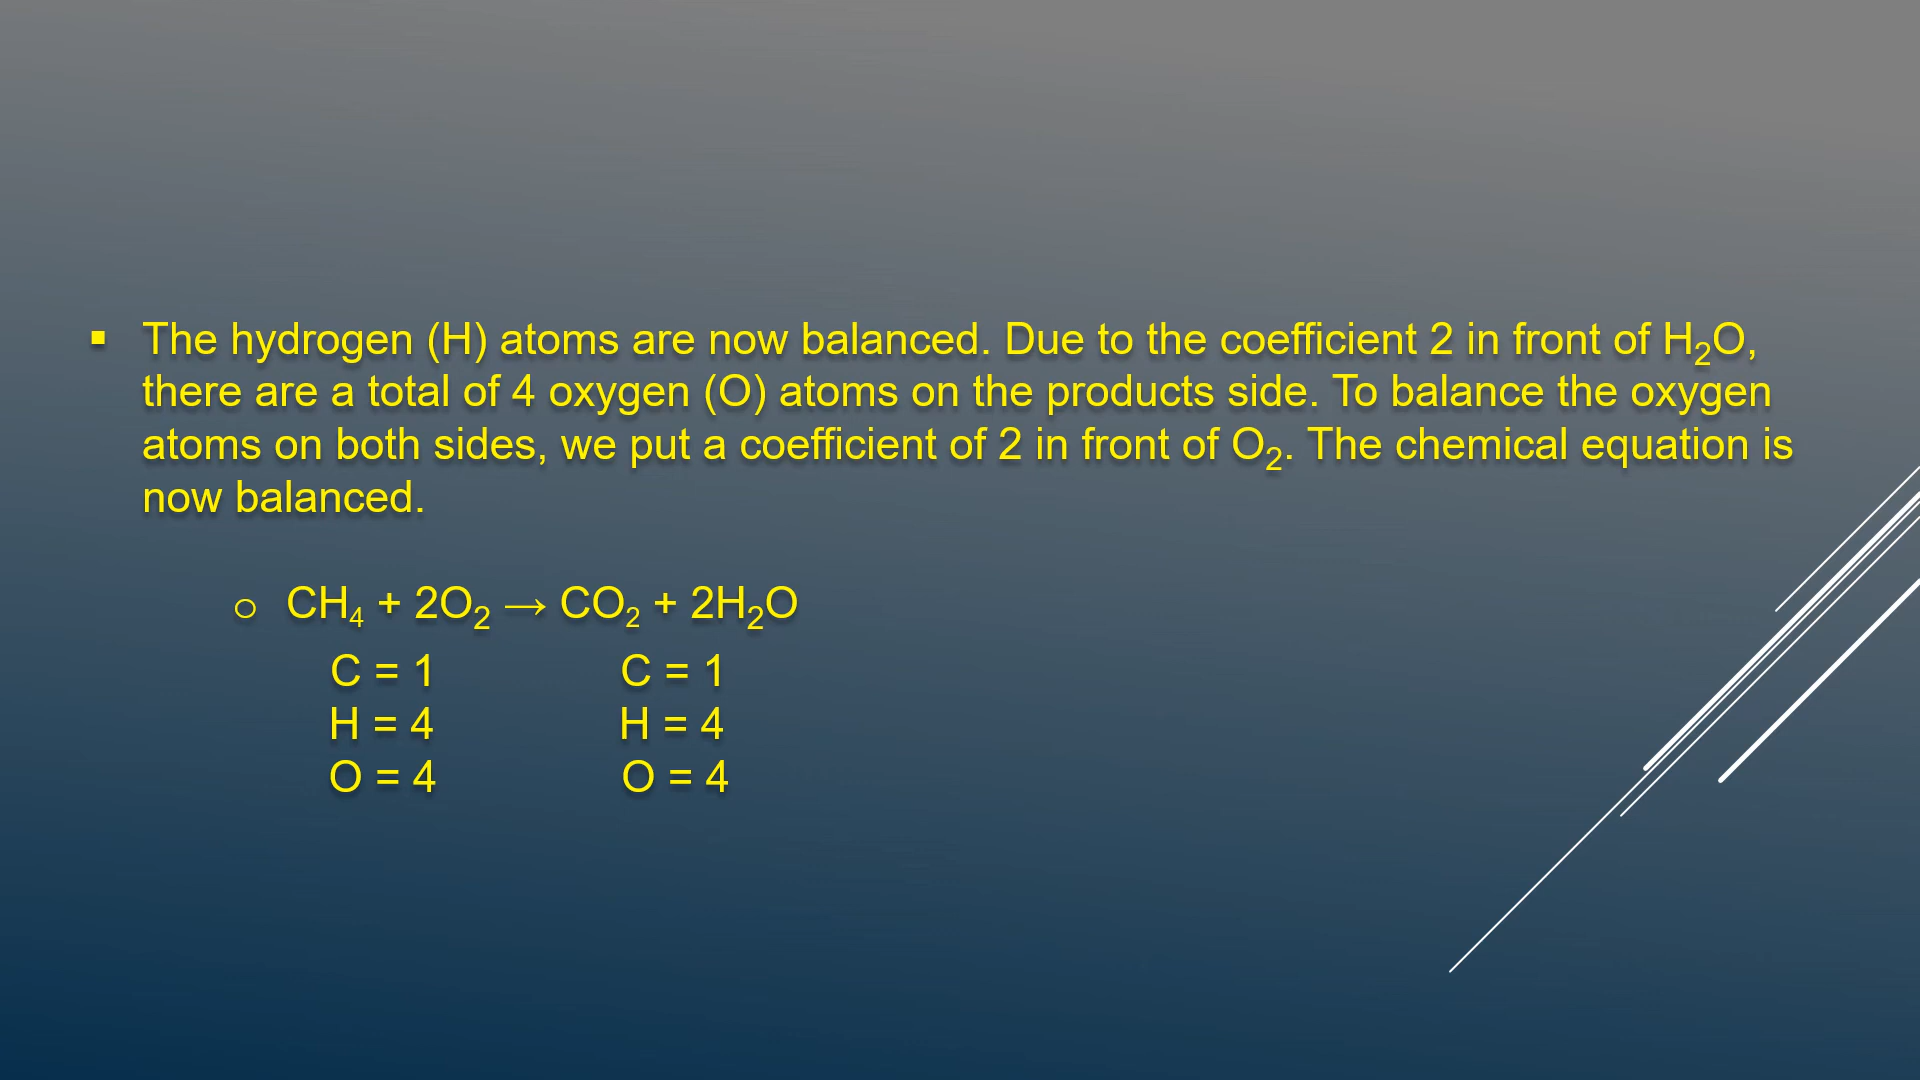 ▪ The hydrogen (H) atoms are now balanced. Due to the coefficient 2 in front of H₂O,
there are a total of 4 oxygen (O) atoms on the products side. To balance the oxygen
atoms on both sides, we put a coefficient of 2 in front of O₂. The chemical equation is
now balanced.
o CH₄ + 2O₂ → CO₂ + 2H₂O
C = 1 C = 1
H = 4 H = 4
O = 4 O = 4